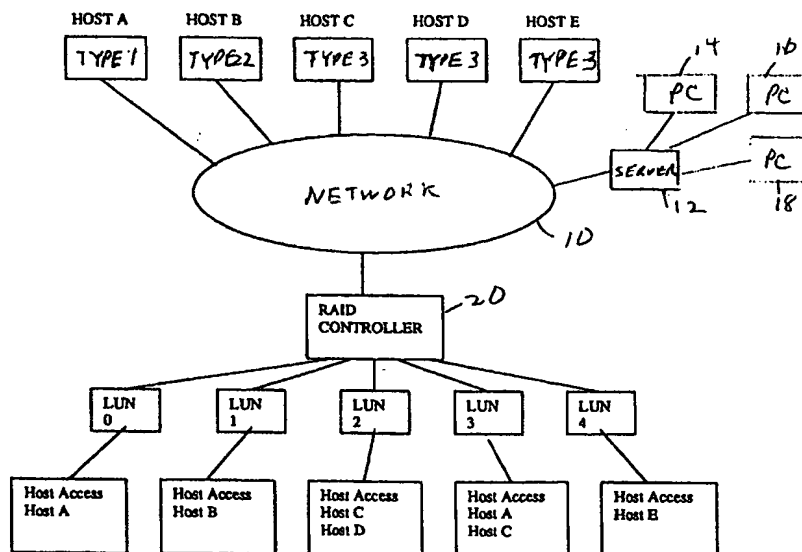 HOST A HOST B HOST C HOST D HOST E
TYPE 1 TYPE 2 TYPE 3 TYPE 3 TYPE 3
14 16
PC PC
SERVER PC
12 18
NETWORK
10
RAID
CONTROLLER
20
LUN
0
LUN
1
LUN
2
LUN
3
LUN
4
Host Access
Host A
Host Access
Host B
Host Access
Host C
Host D
Host Access
Host A
Host C
Host Access
Host E